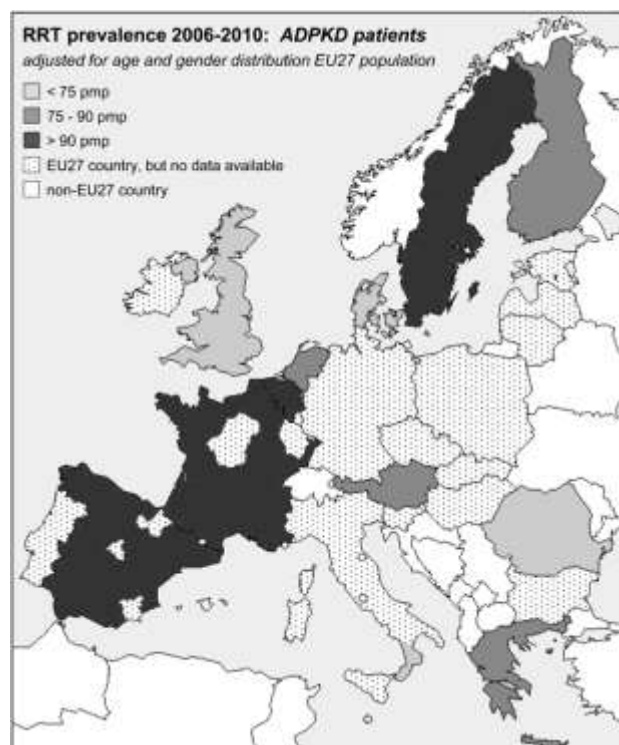 RRT prevalence 2006-2010: ADPKD patients
adjusted for age and gender distribution EU27 population
< 75 pmp
75 - 90 pmp
> 90 pmp
EU27 country, but no data available
non-EU27 country